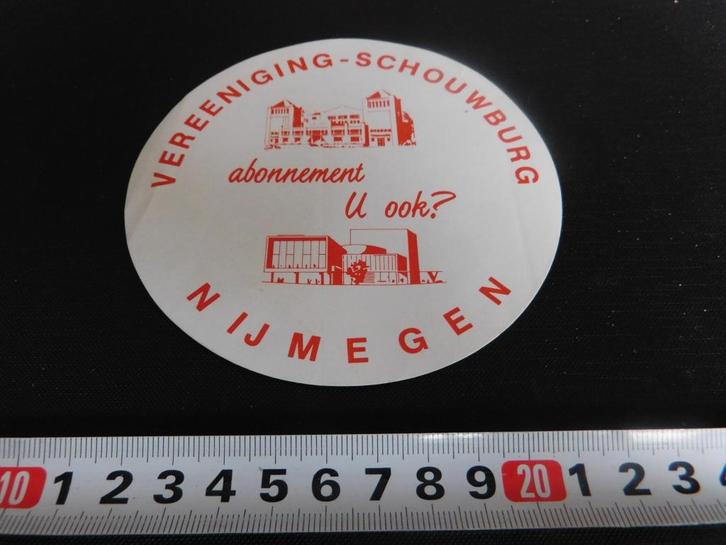 VEREENIGING-SCHOUWBURG
abonnement
U ook?
NIJMEGEN
10 1 2 3 4 5 6 7 8 9 20 1 2 3 4